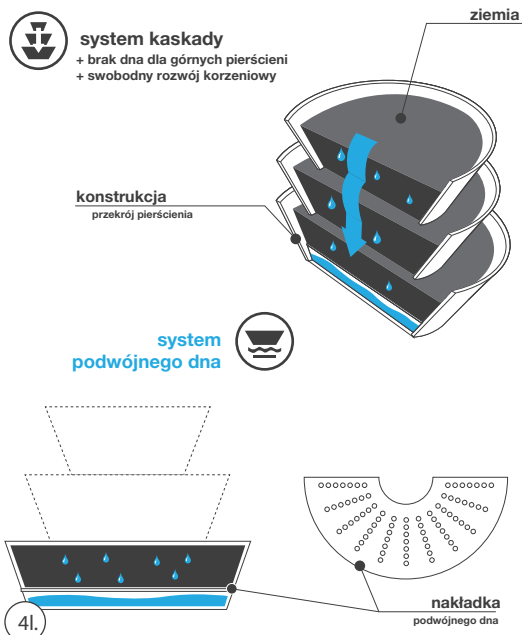 ziemia
system kaskady
+ brak dna dla górnych pierścieni
+ swobodny rozwój korzeniowy
konstrukcja
przekrój pierścienia
system
podwójnego dna
4l.
nakładka
podwójnego dna